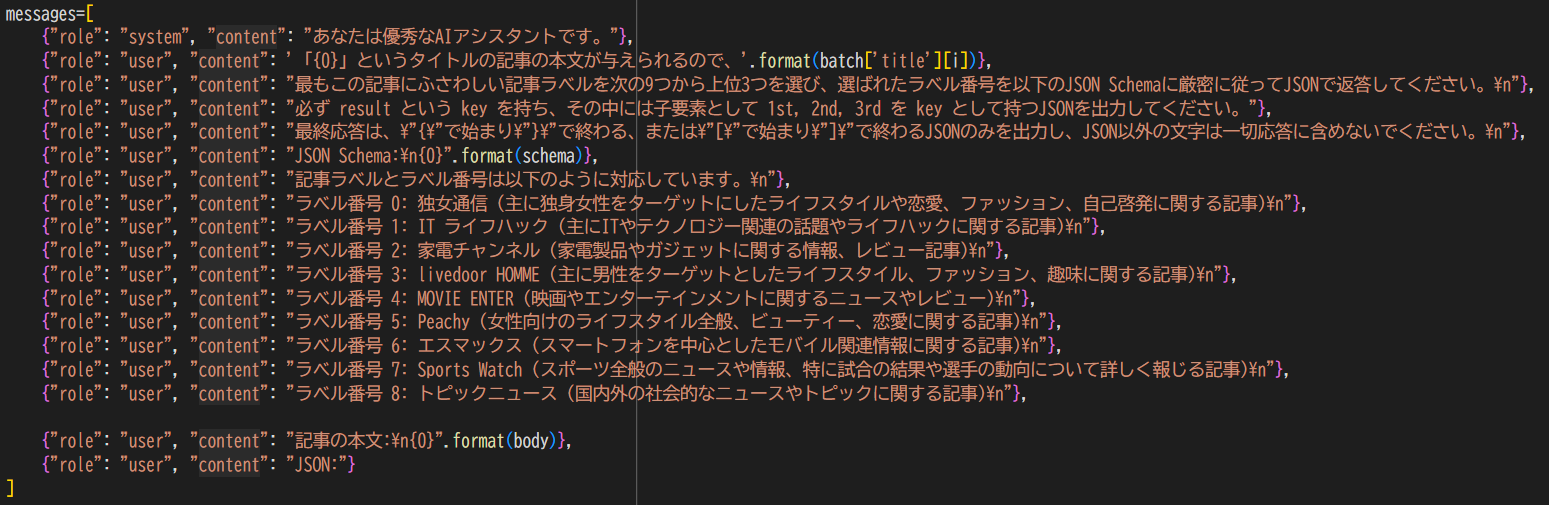 messages=[
    {"role": "system", "content": "あなたは優秀なAIアシスタントです。"},
    {"role": "user", "content": '「{0}」というタイトルの記事の本文が与えられるので、'.format(batch['title'][i])},
    {"role": "user", "content": "最もこの記事にふさわしい記事ラベルを次の9つから上位3つを選び、選ばれたラベル番号を以下のJSON Schemaに厳密に従ってJSONで返答してください。\n"},
    {"role": "user", "content": "必ず result という key を持ち、その中には子要素として 1st, 2nd, 3rd を key として持つJSONを出力してください。"},
    {"role": "user", "content": "最終応答は、\"{\"で始まり\"}\"で終わる、または\"[\"で始まり\"]\"で終わるJSONのみを出力し、JSON以外の文字は一切応答に含めないでください。\n"},
    {"role": "user", "content": "JSON Schema:\n{0}".format(schema)},
    {"role": "user", "content": "記事ラベルとラベル番号は以下のように対応しています。\n"},
    {"role": "user", "content": "ラベル番号 0: 独女通信（主に独身女性をターゲットにしたライフスタイルや恋愛、ファッション、自己啓発に関する記事）\n"},
    {"role": "user", "content": "ラベル番号 1: IT ライフハック（主にITやテクノロジー関連の話題やライフハックに関する記事）\n"},
    {"role": "user", "content": "ラベル番号 2: 家電チャンネル（家電製品やガジェットに関する情報、レビュー記事）\n"},
    {"role": "user", "content": "ラベル番号 3: livedoor HOMME（主に男性をターゲットとしたライフスタイル、ファッション、趣味に関する記事）\n"},
    {"role": "user", "content": "ラベル番号 4: MOVIE ENTER（映画やエンターテインメントに関するニュースやレビュー）\n"},
    {"role": "user", "content": "ラベル番号 5: Peachy（女性向けのライフスタイル全般、ビューティー、恋愛に関する記事）\n"},
    {"role": "user", "content": "ラベル番号 6: エスマックス（スマートフォンを中心としたモバイル関連情報に関する記事）\n"},
    {"role": "user", "content": "ラベル番号 7: Sports Watch（スポーツ全般のニュースや情報、特に試合の結果や選手の動向について詳しく報じる記事）\n"},
    {"role": "user", "content": "ラベル番号 8: トピックニュース（国内外の社会的なニュースやトピックに関する記事）\n"},
    {"role": "user", "content": "記事の本文:\n{0}".format(body)},
    {"role": "user", "content": "JSON:"}
]